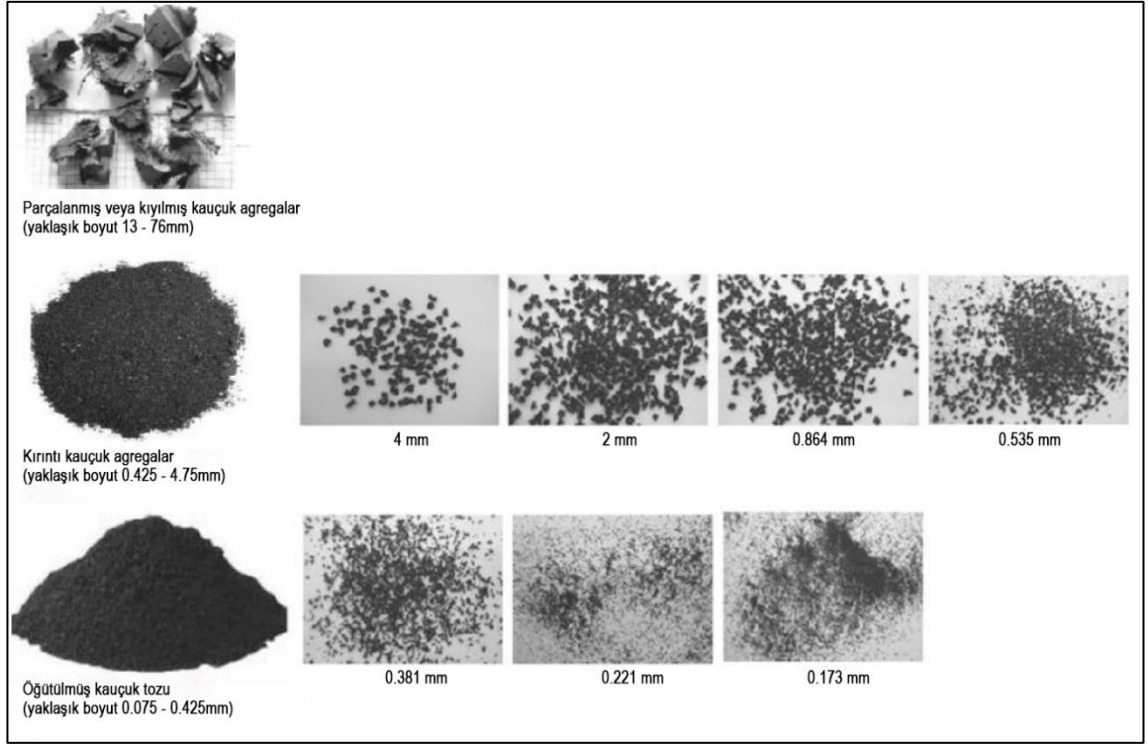 Parçalanmış veya kıyılmış kauçuk agregalar
(yaklaşık boyut 13 - 76mm)
4 mm
2 mm
0.864 mm
0.535 mm
Kırıntı kauçuk agregalar
(yaklaşık boyut 0.425 - 4.75mm)
0.381 mm
0.221 mm
0.173 mm
Öğütülmüş kauçuk tozu
(yaklaşık boyut 0.075 - 0.425mm)